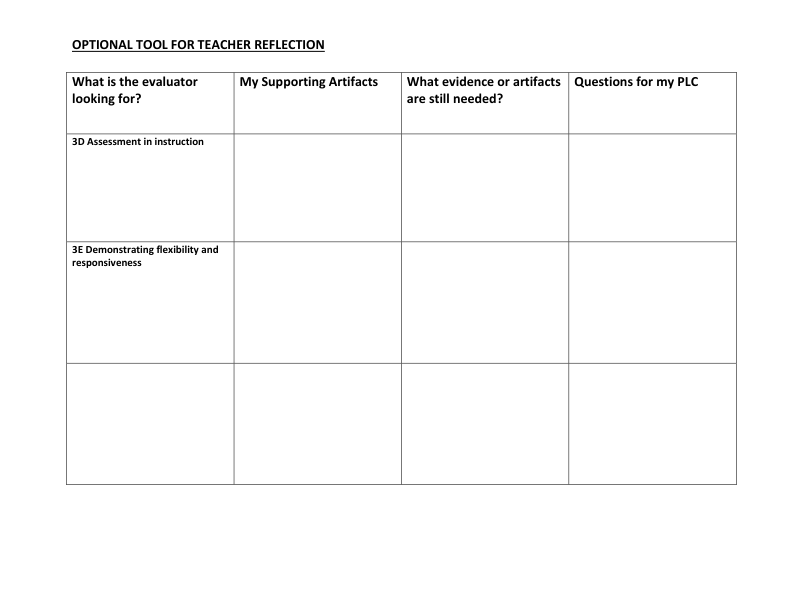 OPTIONAL TOOL FOR TEACHER REFLECTION
What is the evaluator
looking for?
My Supporting Artifacts
What evidence or artifacts
are still needed?
Questions for my PLC
3D Assessment in instruction
3E Demonstrating flexibility and
responsiveness